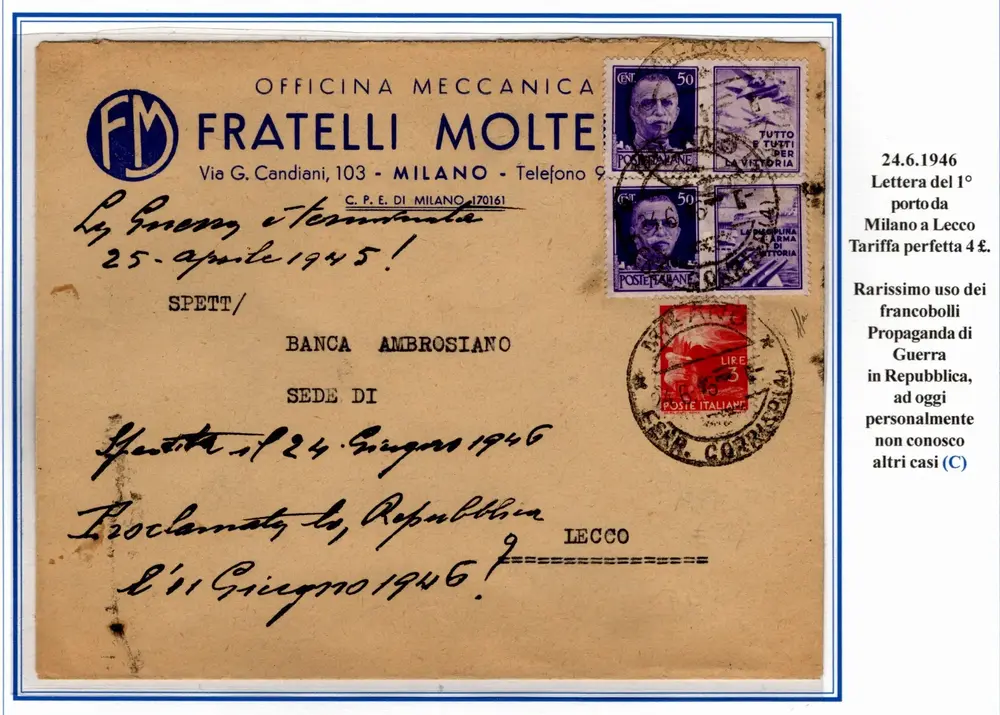 OFFICINA MECCANICA
FM
FRATELLI MOLTE
Via G. Candiani, 103 - MILANO - Telefono 9
C. P. E. DI MILANO 170161
La Guerra è terminata
25 - Aprile 1945!
SPETT/
BANCA AMBROSIANO
SEDE DI
Spedita il 24 Giugno 1946
Proclamata la Repubblica
LECCO
l'11 Giugno 1946!
CENT. 50
POSTE ITALIANE
TUTTO
E TUTTI
PER
LA VITTORIA
CENT. 50
POSTE ITALIANE
LA DISCIPLINA
ARMA
DI
VITTORIA
LIRE
3
POSTE ITALIANE
MILANO
CORRISP. (4)
24.6.1946
Lettera del 1°
porto da
Milano a Lecco
Tariffa perfetta 4 £.
Rarissimo uso dei
francobolli
Propaganda di
Guerra
in Repubblica,
ad oggi
personalmente
non conosco
altri casi (C)